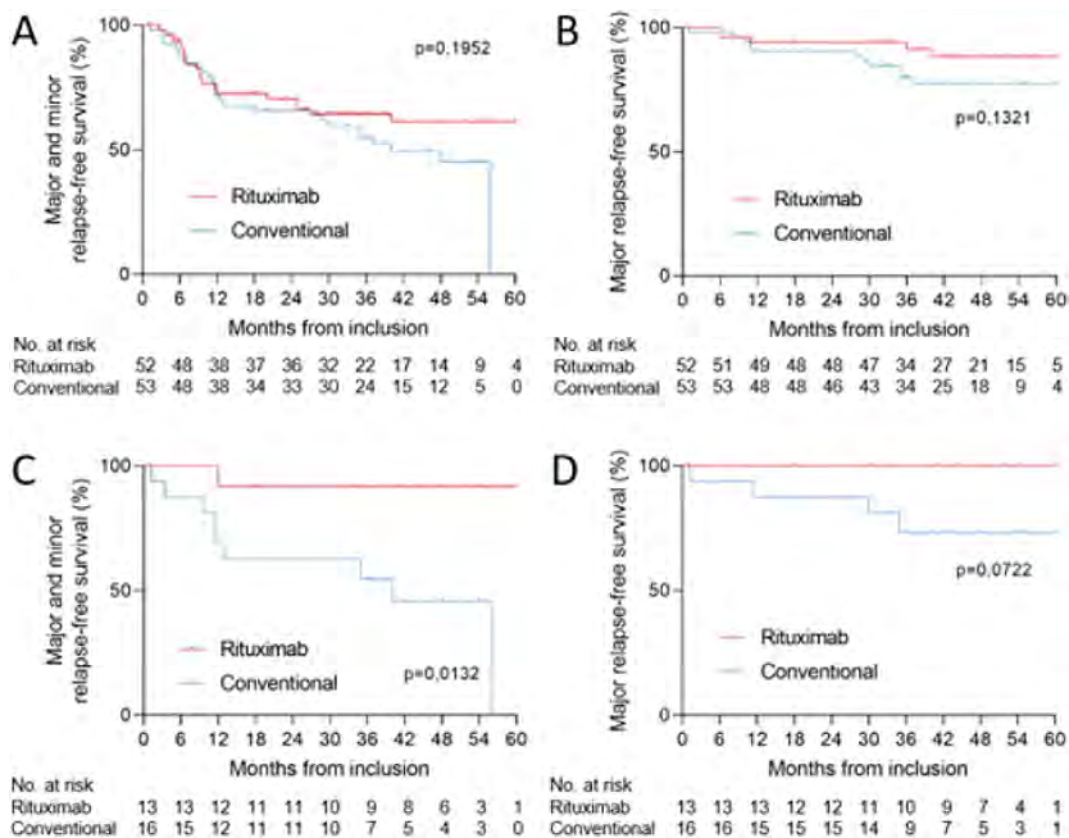 A
Major and minor
relapse-free survival (%)
100
50
0
p=0,1952
Rituximab
Conventional
0 6 12 18 24 30 36 42 48 54 60
Months from inclusion
No. at risk
Rituximab 52 48 38 37 36 32 22 17 14 9 4
Conventional 53 48 38 34 33 30 24 15 12 5 0
B
Major relapse-free survival (%)
100
50
0
p=0,1321
Rituximab
Conventional
0 6 12 18 24 30 36 42 48 54 60
Months from inclusion
No. at risk
Rituximab 52 51 49 48 48 47 34 27 21 15 5
Conventional 53 53 48 48 46 43 34 25 18 9 4
C
Major and minor
relapse-free survival (%)
100
50
0
p=0,0132
Rituximab
Conventional
0 6 12 18 24 30 36 42 48 54 60
Months from inclusion
No. at risk
Rituximab 13 13 12 11 11 10 9 8 6 3 1
Conventional 16 15 12 11 11 10 7 5 4 3 0
D
Major relapse-free survival (%)
100
50
0
p=0,0722
Rituximab
Conventional
0 6 12 18 24 30 36 42 48 54 60
Months from inclusion
No. at risk
Rituximab 13 13 13 12 12 11 10 9 7 4 1
Conventional 16 16 15 15 15 14 9 7 5 3 1